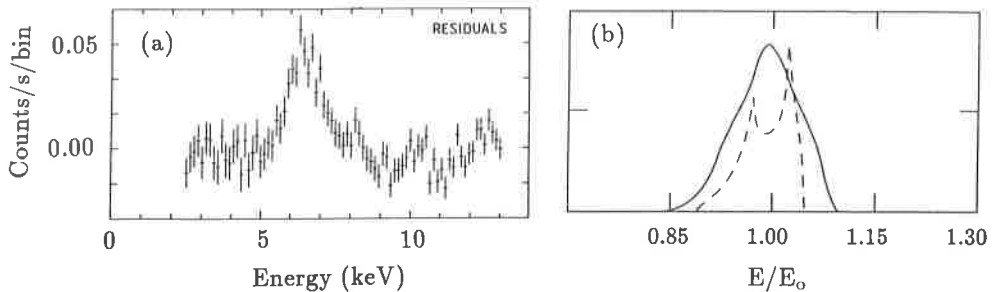 (a)
RESIDUALS
0.05
0.00
Counts/s/bin
0
5
10
Energy (keV)
(b)
0.85
1.00
1.15
1.30
E/Eₒ